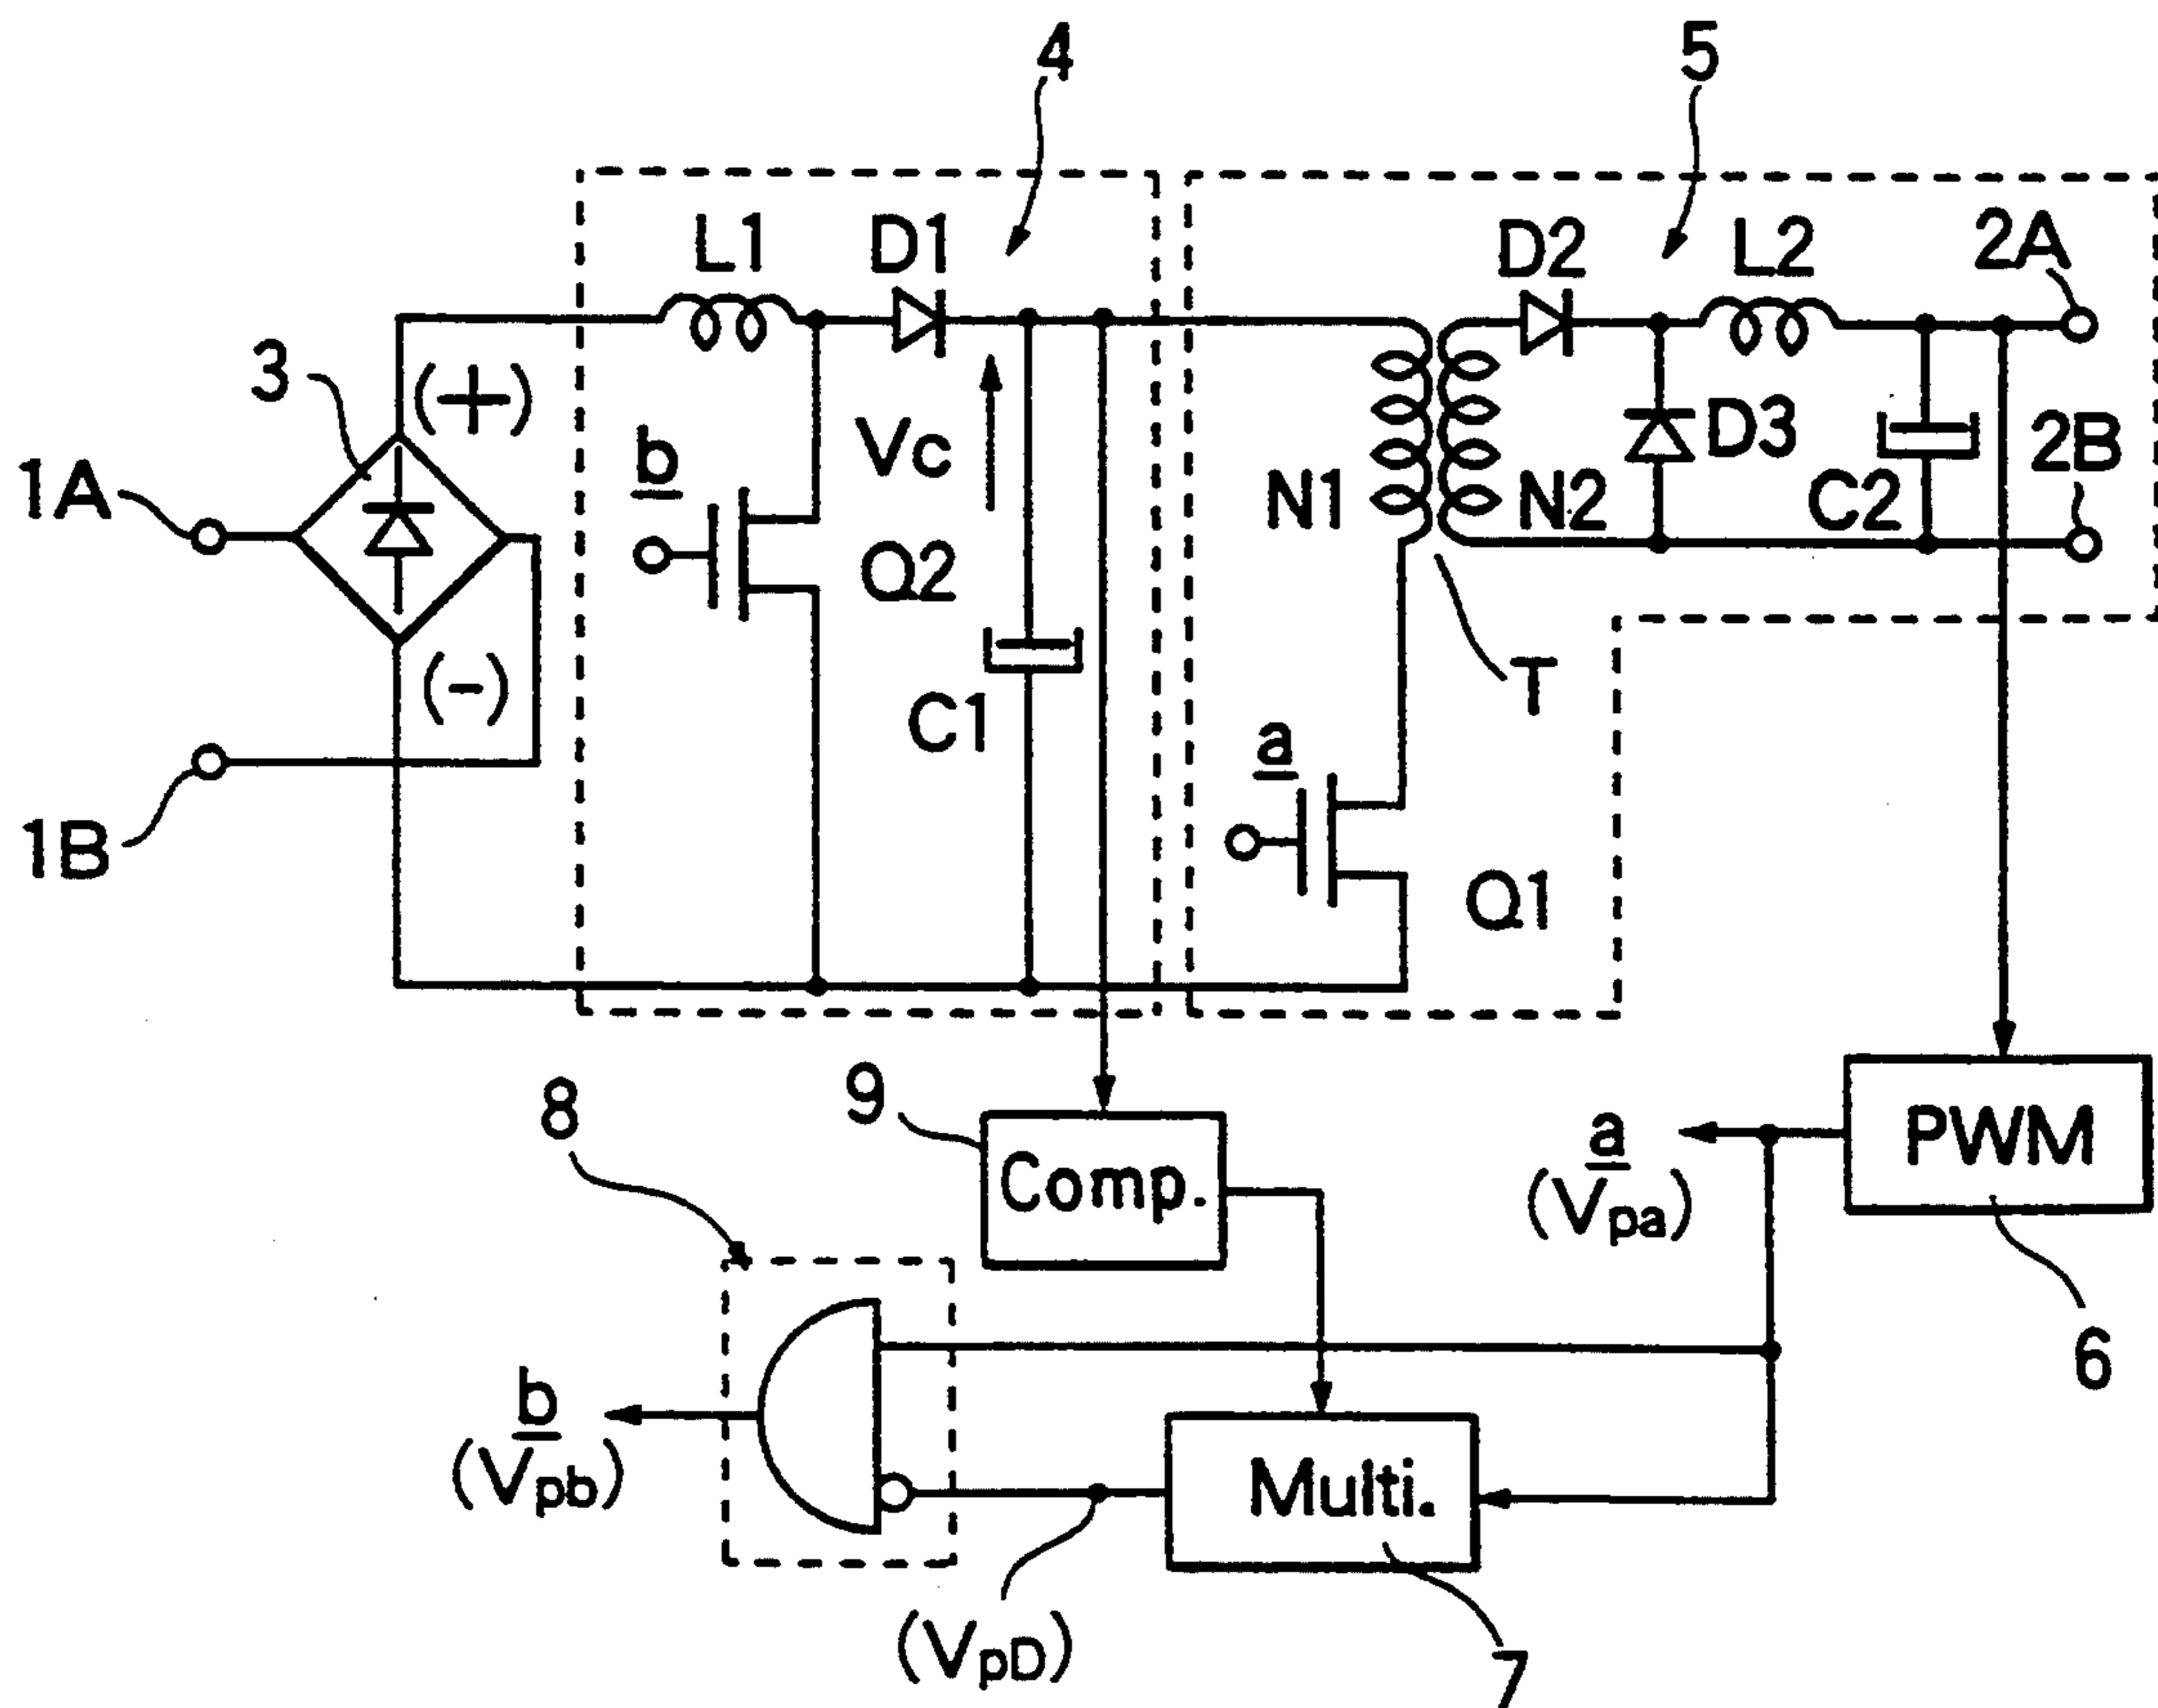 4
5
L1
D1
D2
L2
2A
3
(+)
b
Vc
D3
2B
1A
N1
N2
C2
Q2
(-)
T
C1
a
1B
Q1
8
9
Comp.
a
(Vpa)
PWM
6
b
(Vpb)
Multi.
(VpD)
7